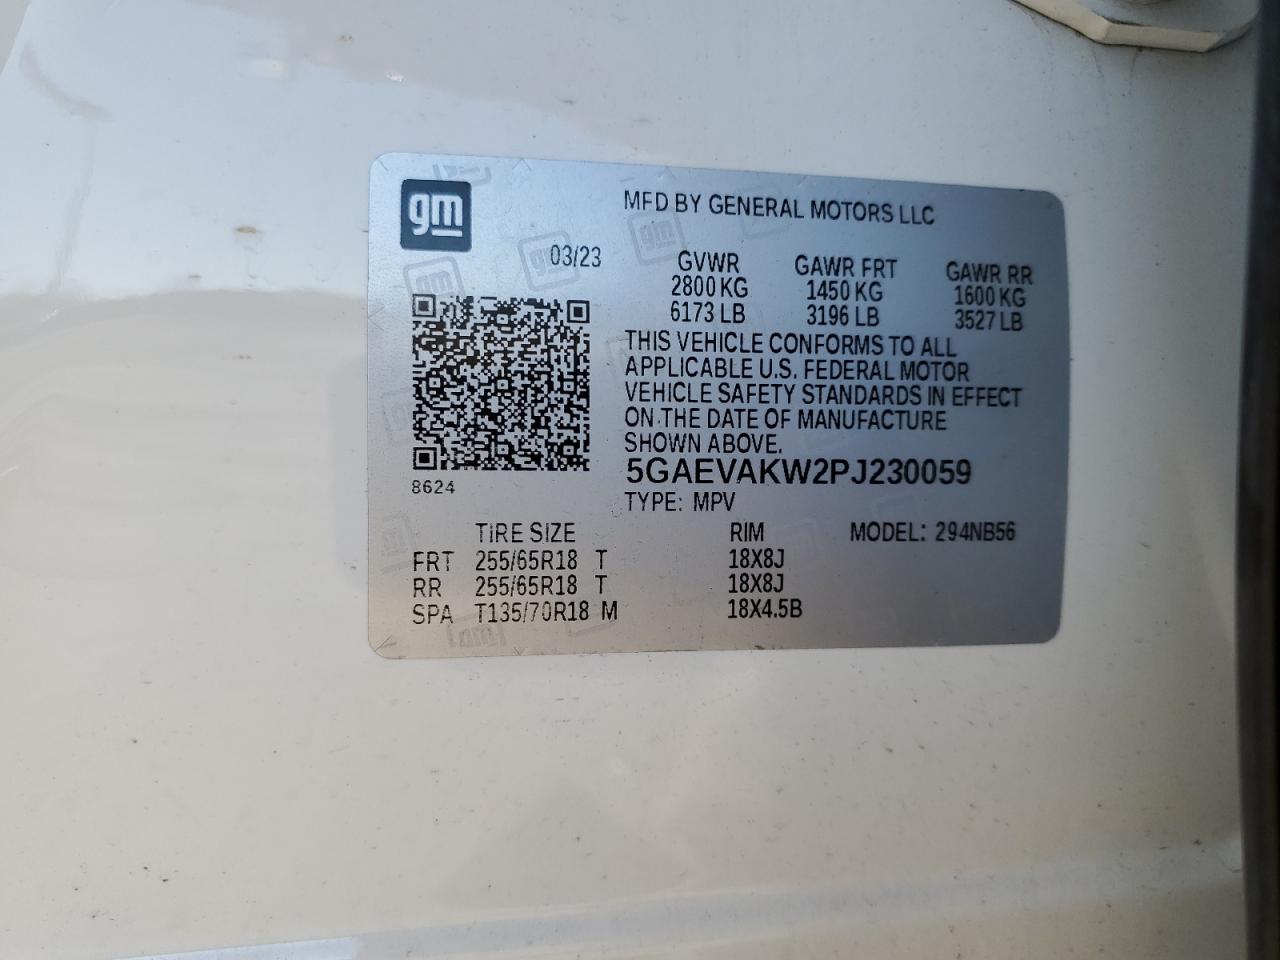 gm
MFD BY GENERAL MOTORS LLC
03/23
GVWR GAWR FRT GAWR RR
2800 KG 1450 KG 1600 KG
6173 LB 3196 LB 3527 LB
THIS VEHICLE CONFORMS TO ALL
APPLICABLE U.S. FEDERAL MOTOR
VEHICLE SAFETY STANDARDS IN EFFECT
ON THE DATE OF MANUFACTURE
SHOWN ABOVE.
5GAEVAKW2PJ230059
8624
TYPE: MPV
TIRE SIZE RIM MODEL: 294NB56
FRT 255/65R18 T 18X8J
RR 255/65R18 T 18X8J
SPA T135/70R18 M 18X4.5B